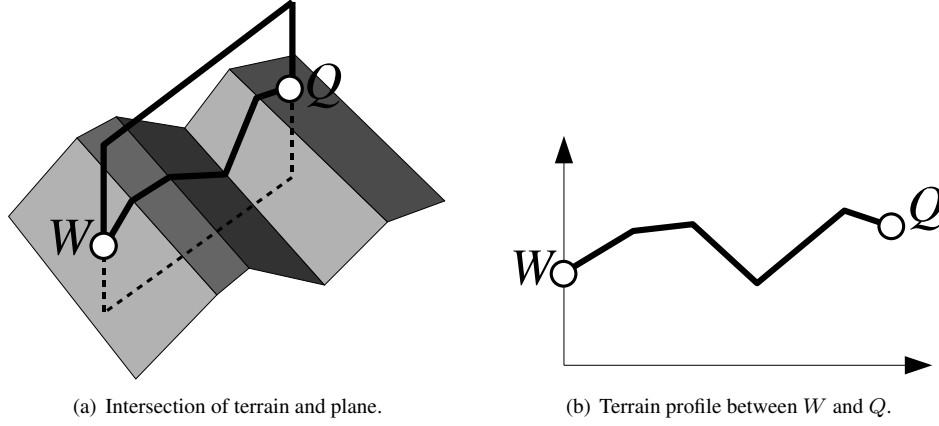 Q
W
Q
W
(a) Intersection of terrain and plane.
(b) Terrain profile between W and Q.